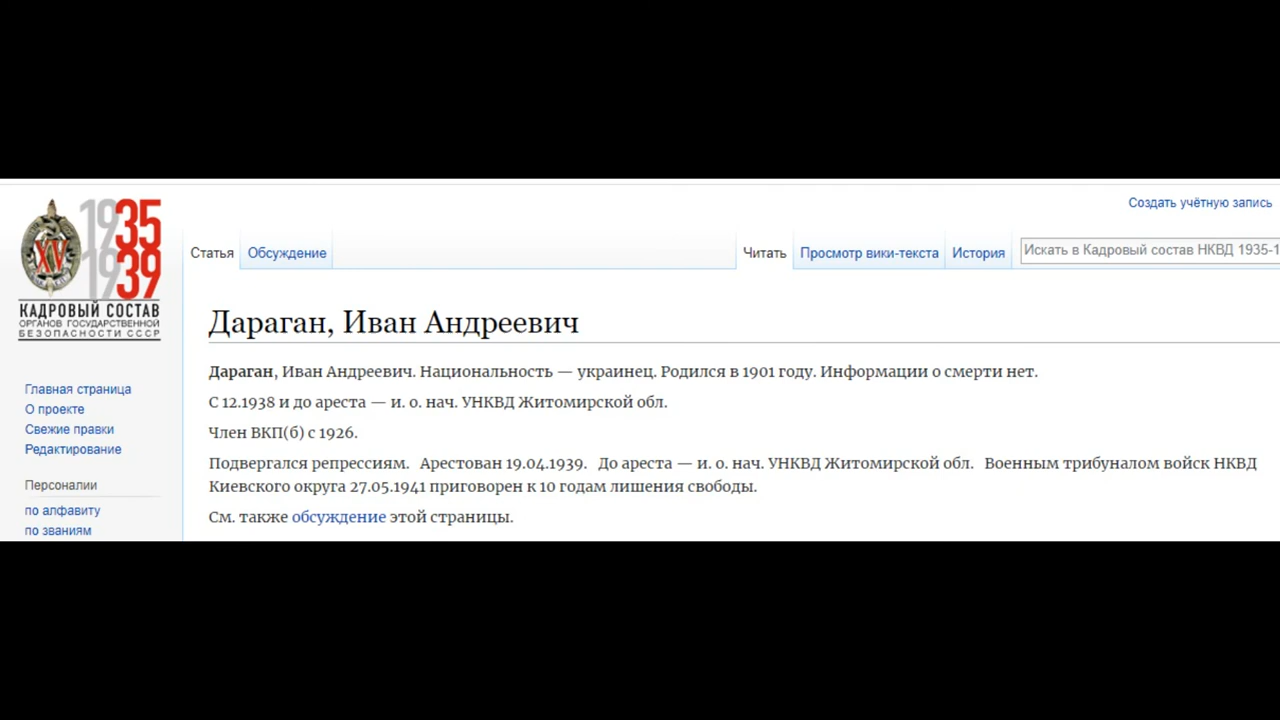 1935
1939
XV
КАДРОВЫЙ СОСТАВ
ОРГАНОВ ГОСУДАРСТВЕННОЙ
БЕЗОПАСНОСТИ СССР
Создать учётную запись
Статья Обсуждение Читать Просмотр вики-текста История Искать в Кадровый состав НКВД 1935-1
Дараган, Иван Андреевич
Дараган, Иван Андреевич. Национальность — украинец. Родился в 1901 году. Информации о смерти нет.
С 12.1938 и до ареста — и. о. нач. УНКВД Житомирской обл.
Член ВКП(б) с 1926.
Подвергался репрессиям. Арестован 19.04.1939. До ареста — и. о. нач. УНКВД Житомирской обл. Военным трибуналом войск НКВД
Киевского округа 27.05.1941 приговорен к 10 годам лишения свободы.
См. также обсуждение этой страницы.
Главная страница
О проекте
Свежие правки
Редактирование
Персоналии
по алфавиту
по званиям